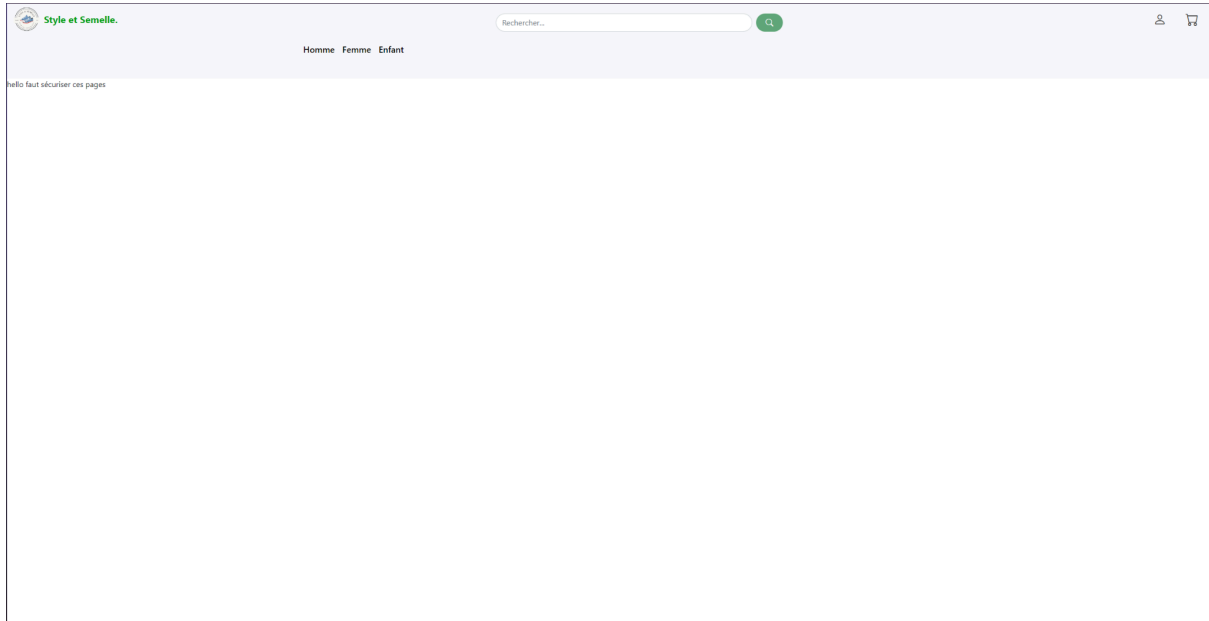 Style et Semelle.
Rechercher...
Homme Femme Enfant
hello faut sécuriser ces pages